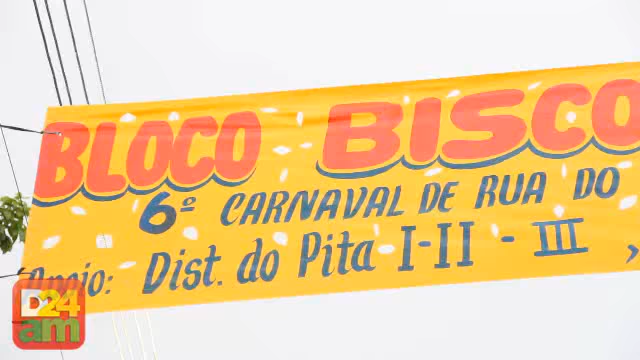 BLOCO BISCO
6º CARNAVAL DE RUA DO
Apoio: Dist. do Pita I-II - III ,
D24
am